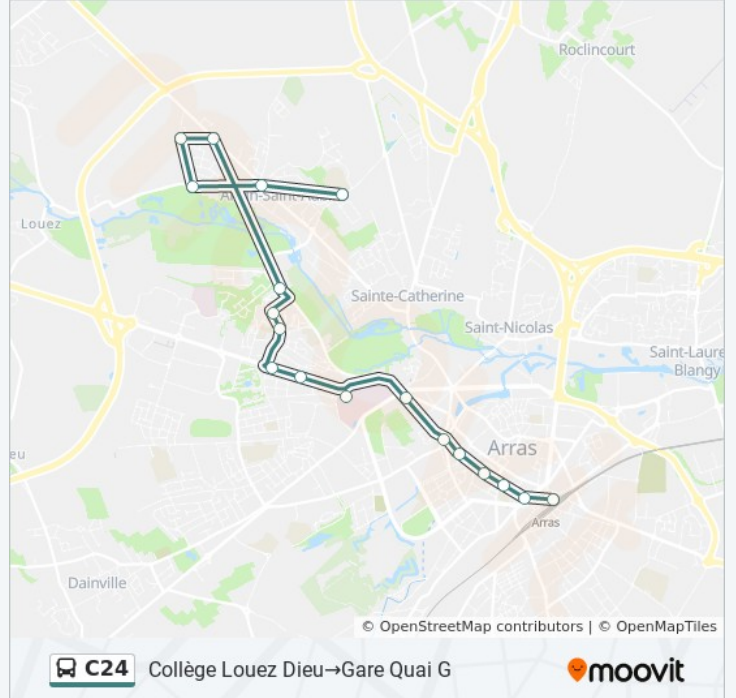 Roclincourt
Louez
Sainte-Catherine
Saint-Nicolas
Saint-Laure
Blangy
Arras
eu
Arras
Dainville
© OpenStreetMap contributors | © OpenMapTiles
C24 Collège Louez Dieu→Gare Quai G moovit